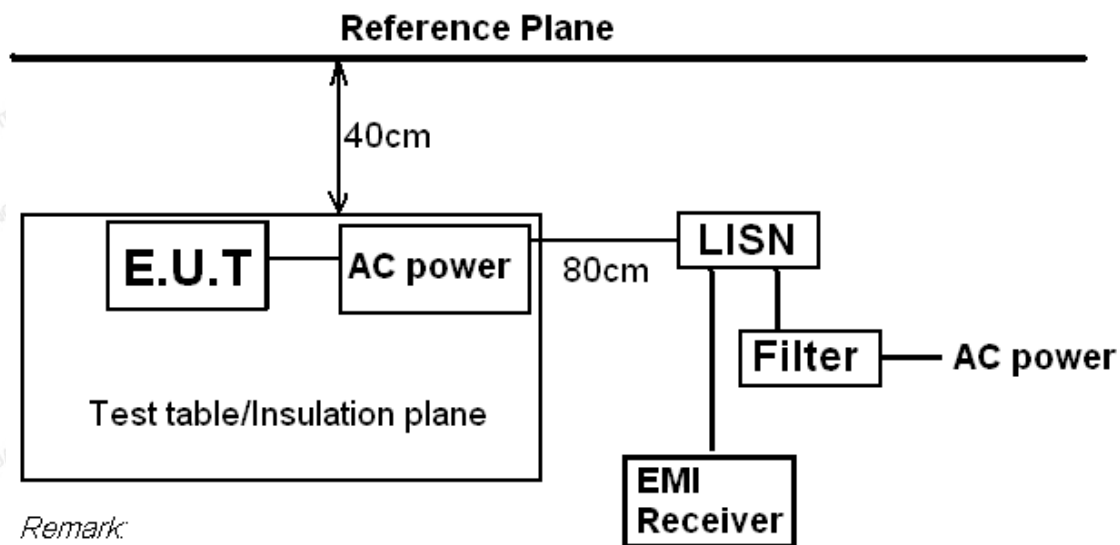 Reference Plane
40cm
E.U.T
AC power
80cm
LISN
Filter
AC power
Test table/Insulation plane
EMI
Receiver
Remark: